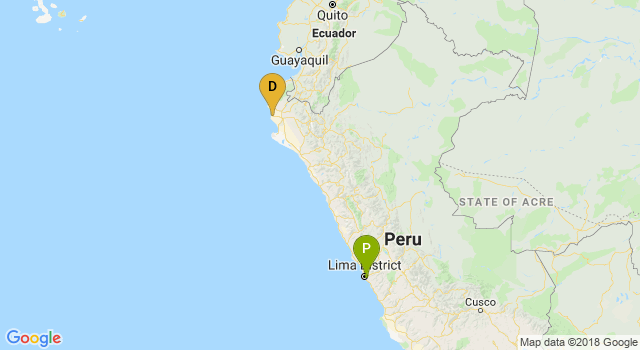 Quito
Ecuador
Guayaquil
D
STATE OF ACRE
P
Peru
Lima District
Cusco
Google
Map data ©2018 Google